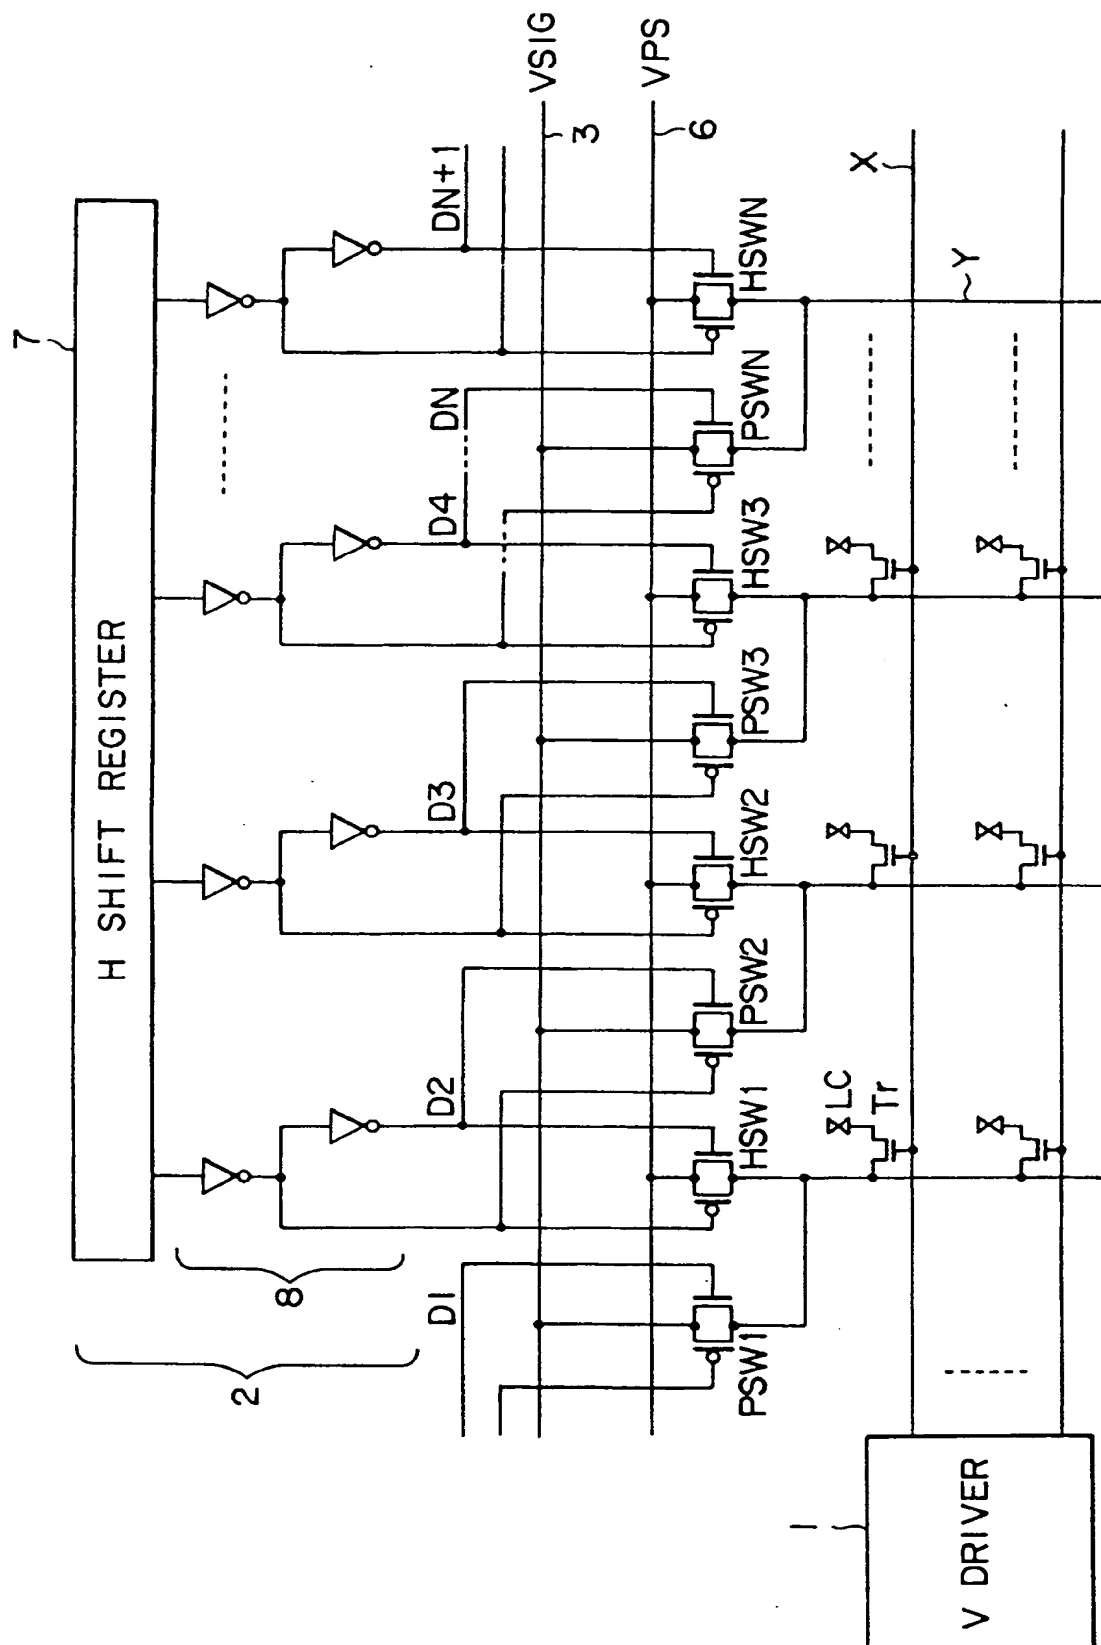 7
H SHIFT REGISTER
8
2
D1
D2
D3
D4
DN
DN+1
VSIG
3
VPS
6
PSW1
HSW1
PSW2
HSW2
PSW3
HSW3
PSWN
HSWN
LC
Tr
X
Y
1
V DRIVER